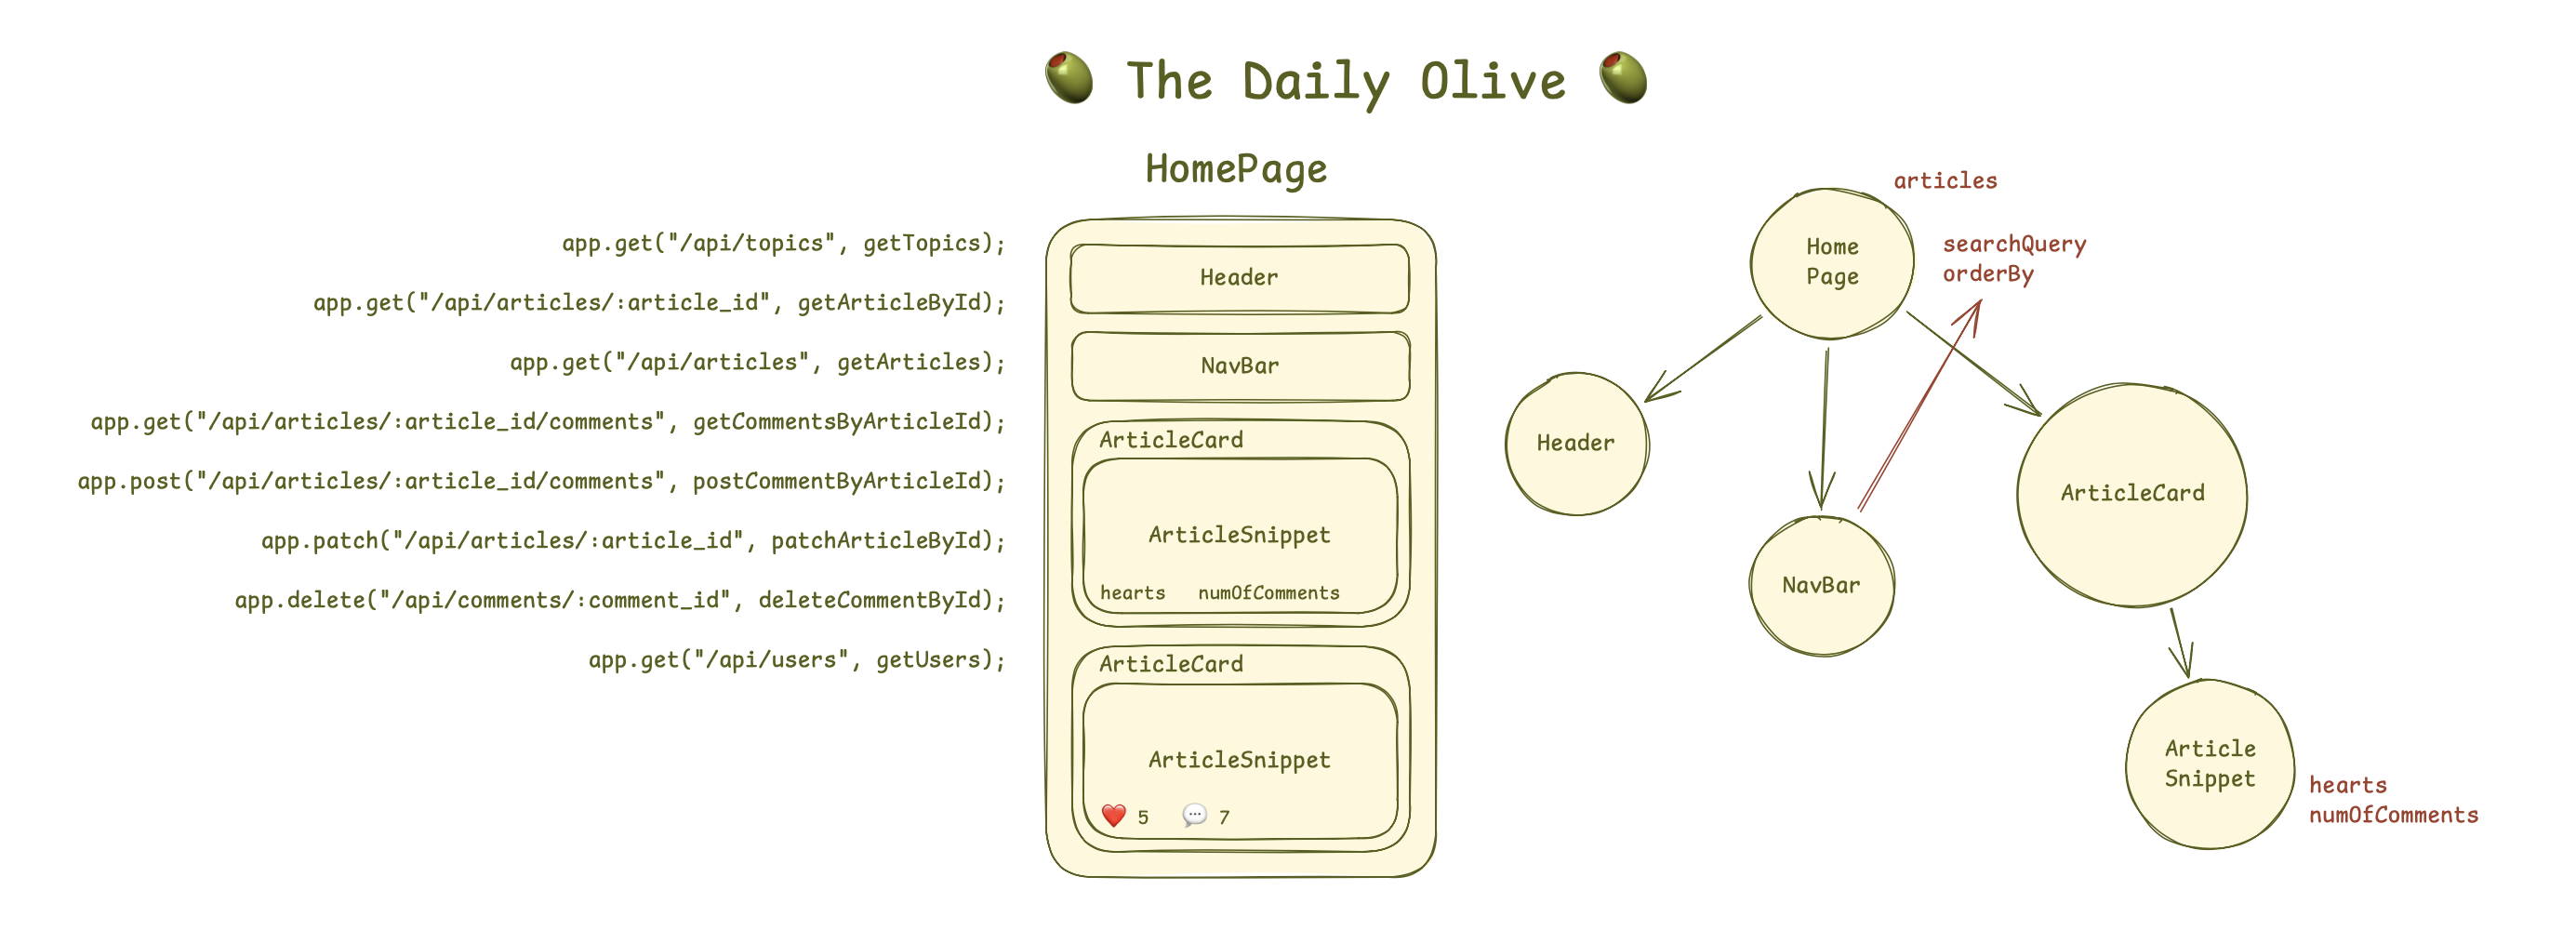 The Daily Olive
HomePage
app.get("/api/topics", getTopics);
app.get("/api/articles/:article_id", getArticleById);
app.get("/api/articles", getArticles);
app.get("/api/articles/:article_id/comments", getCommentsByArticleId);
app.post("/api/articles/:article_id/comments", postCommentByArticleId);
app.patch("/api/articles/:article_id", patchArticleById);
app.delete("/api/comments/:comment_id", deleteCommentById);
app.get("/api/users", getUsers);
Header
NavBar
ArticleCard
ArticleSnippet
hearts numOfComments
ArticleCard
ArticleSnippet
❤️ 5 💬 7
articles
Home
Page
searchQuery
orderBy
Header
NavBar
ArticleCard
Article
Snippet
hearts
numOfComments